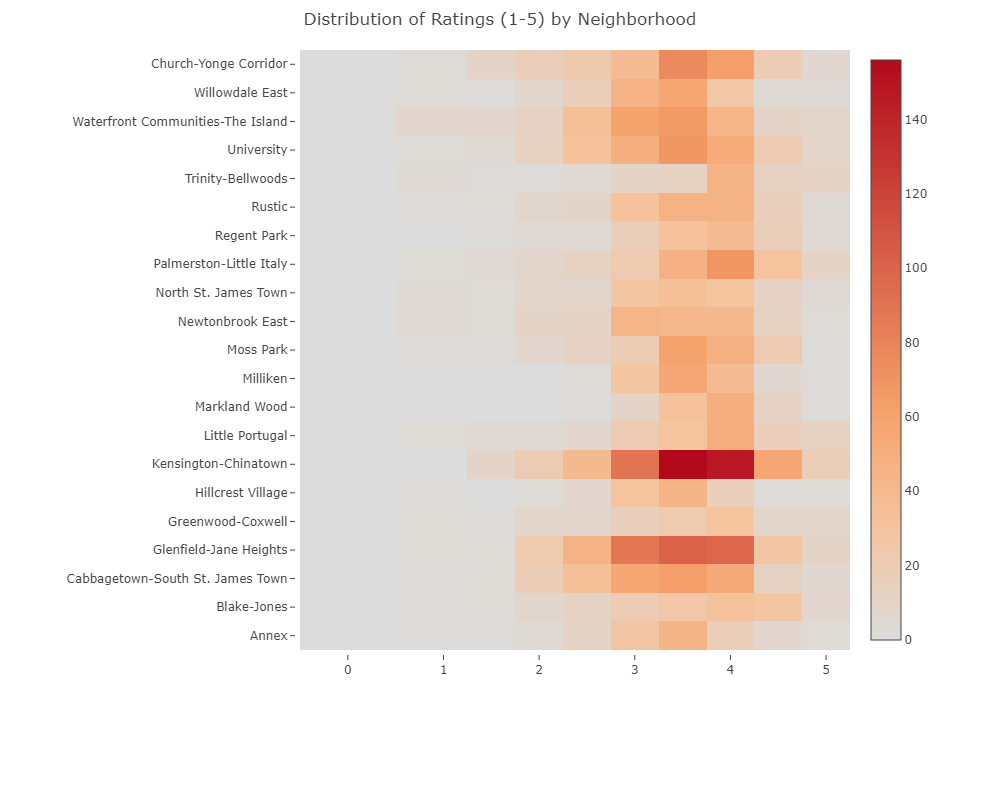 Distribution of Ratings (1-5) by Neighborhood
Church-Yonge Corridor
Willowdale East
Waterfront Communities-The Island
University
Trinity-Bellwoods
Rustic
Regent Park
Palmerston-Little Italy
North St. James Town
Newtonbrook East
Moss Park
Milliken
Markland Wood
Little Portugal
Kensington-Chinatown
Hillcrest Village
Greenwood-Coxwell
Glenfield-Jane Heights
Cabbagetown-South St. James Town
Blake-Jones
Annex
0 1 2 3 4 5
140
120
100
80
60
40
20
0